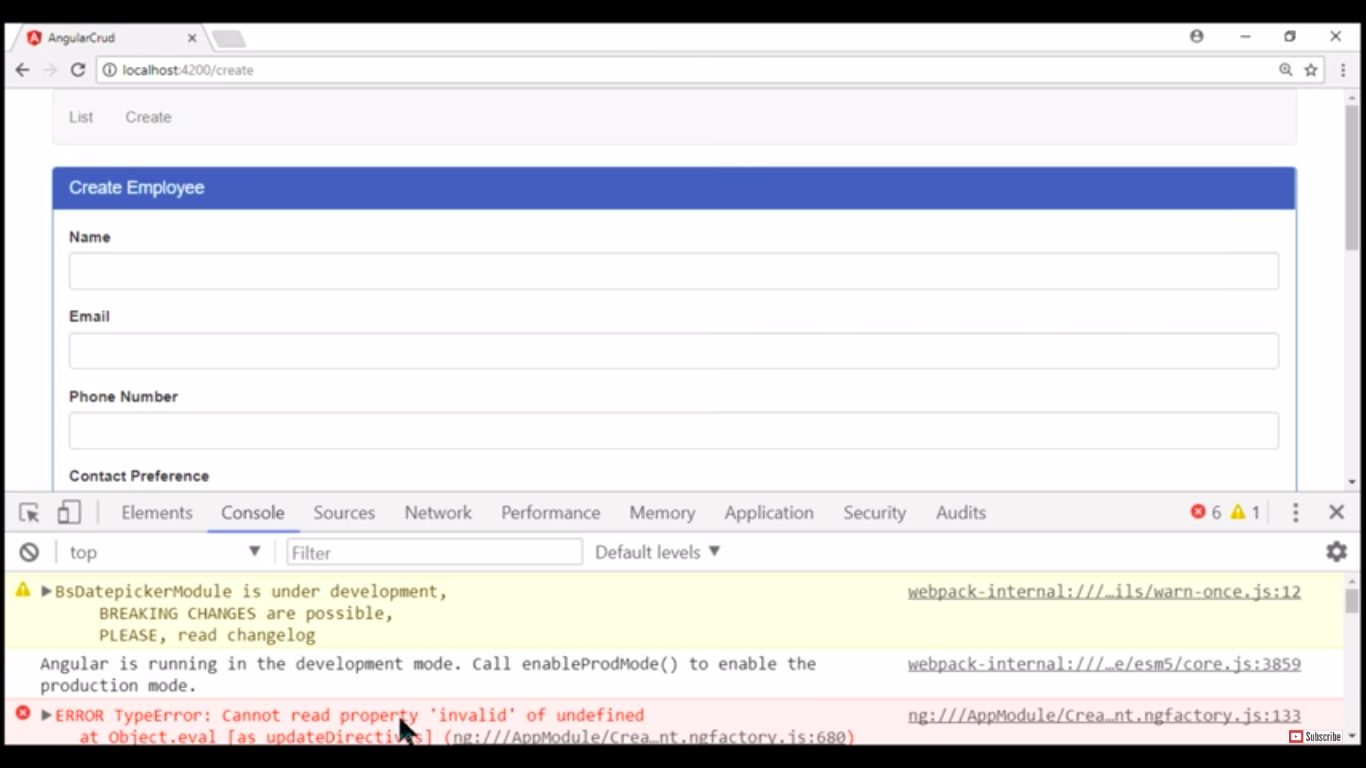 AngularCrud
localhost:4200/create
List Create
Create Employee
Name
Email
Phone Number
Contact Preference
Elements Console Sources Network Performance Memory Application Security Audits 6 1
top Filter Default levels
BsDatepickerModule is under development, webpack-internal:///…ils/warn-once.js:12
BREAKING CHANGES are possible,
PLEASE, read changelog
Angular is running in the development mode. Call enableProdMode() to enable the webpack-internal:///…e/esm5/core.js:3859
production mode.
ERROR TypeError: Cannot read property 'invalid' of undefined ng:///AppModule/Crea…nt.ngfactory.js:133
at Object.eval [as updateDirectives] (ng:///AppModule/Crea…nt.ngfactory.js:680)
Subscribe